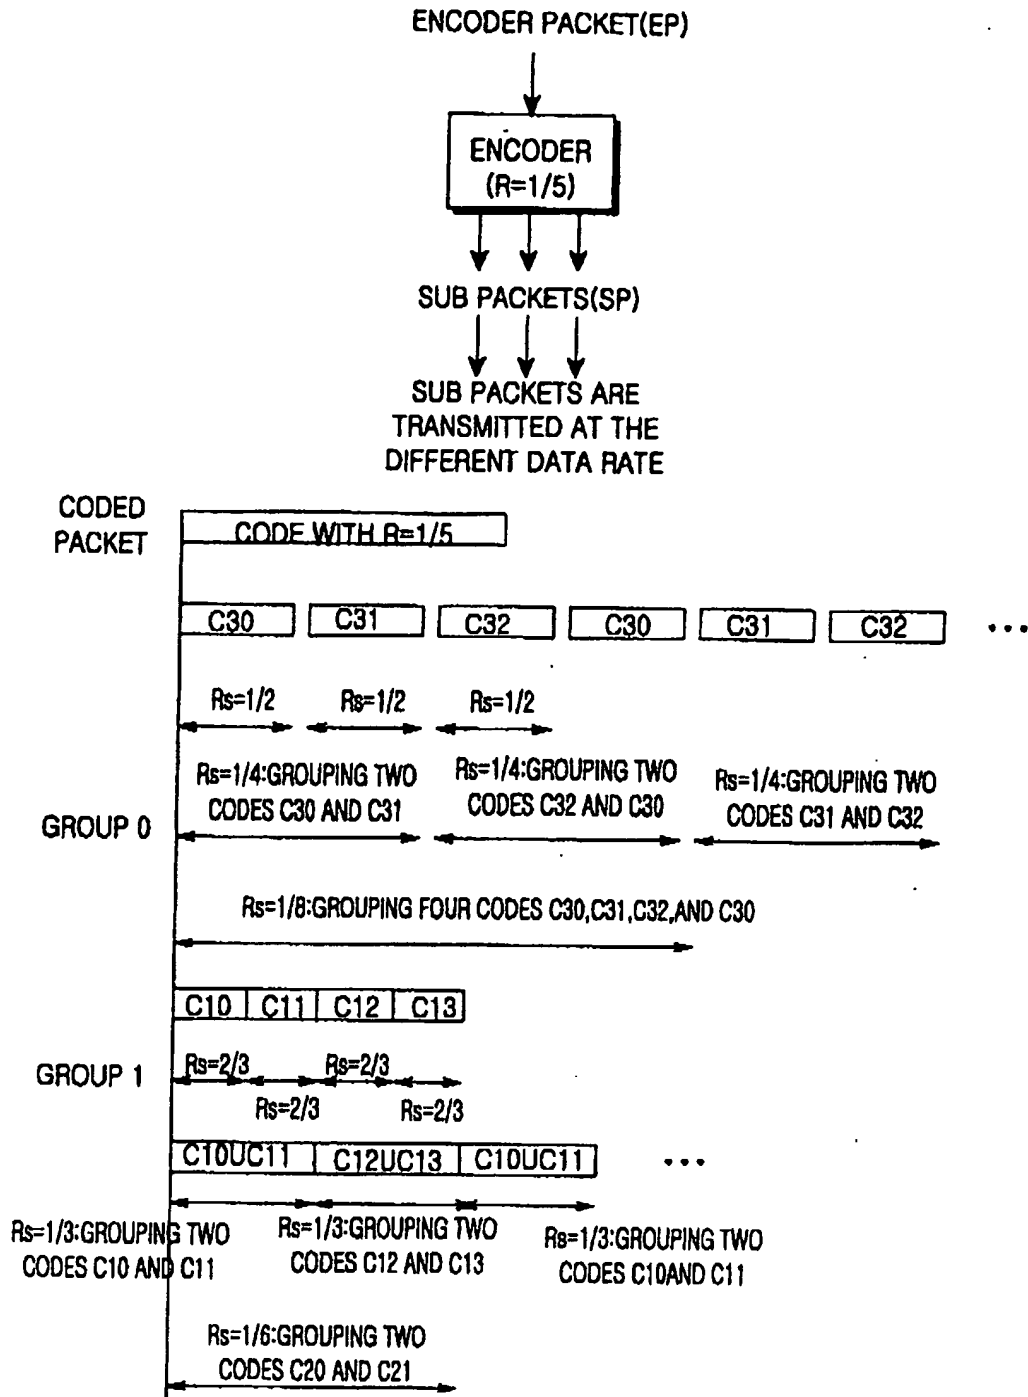 ENCODER PACKET(EP)
ENCODER
(R=1/5)
SUB PACKETS(SP)
SUB PACKETS ARE
TRANSMITTED AT THE
DIFFERENT DATA RATE
CODED
PACKET
CODE WITH R=1/5
C30 C31 C32 C30 C31 C32 ...
Rs=1/2 Rs=1/2 Rs=1/2
GROUP 0
Rs=1/4:GROUPING TWO
CODES C30 AND C31
Rs=1/4:GROUPING TWO
CODES C32 AND C30
Rs=1/4:GROUPING TWO
CODES C31 AND C32
Rs=1/8:GROUPING FOUR CODES C30,C31,C32,AND C30
C10 C11 C12 C13
GROUP 1
Rs=2/3 Rs=2/3
Rs=2/3 Rs=2/3
C10UC11 C12UC13 C10UC11 ...
Rs=1/3:GROUPING TWO
CODES C10 AND C11
Rs=1/3:GROUPING TWO
CODES C12 AND C13
Rs=1/3:GROUPING TWO
CODES C10AND C11
Rs=1/6:GROUPING TWO
CODES C20 AND C21